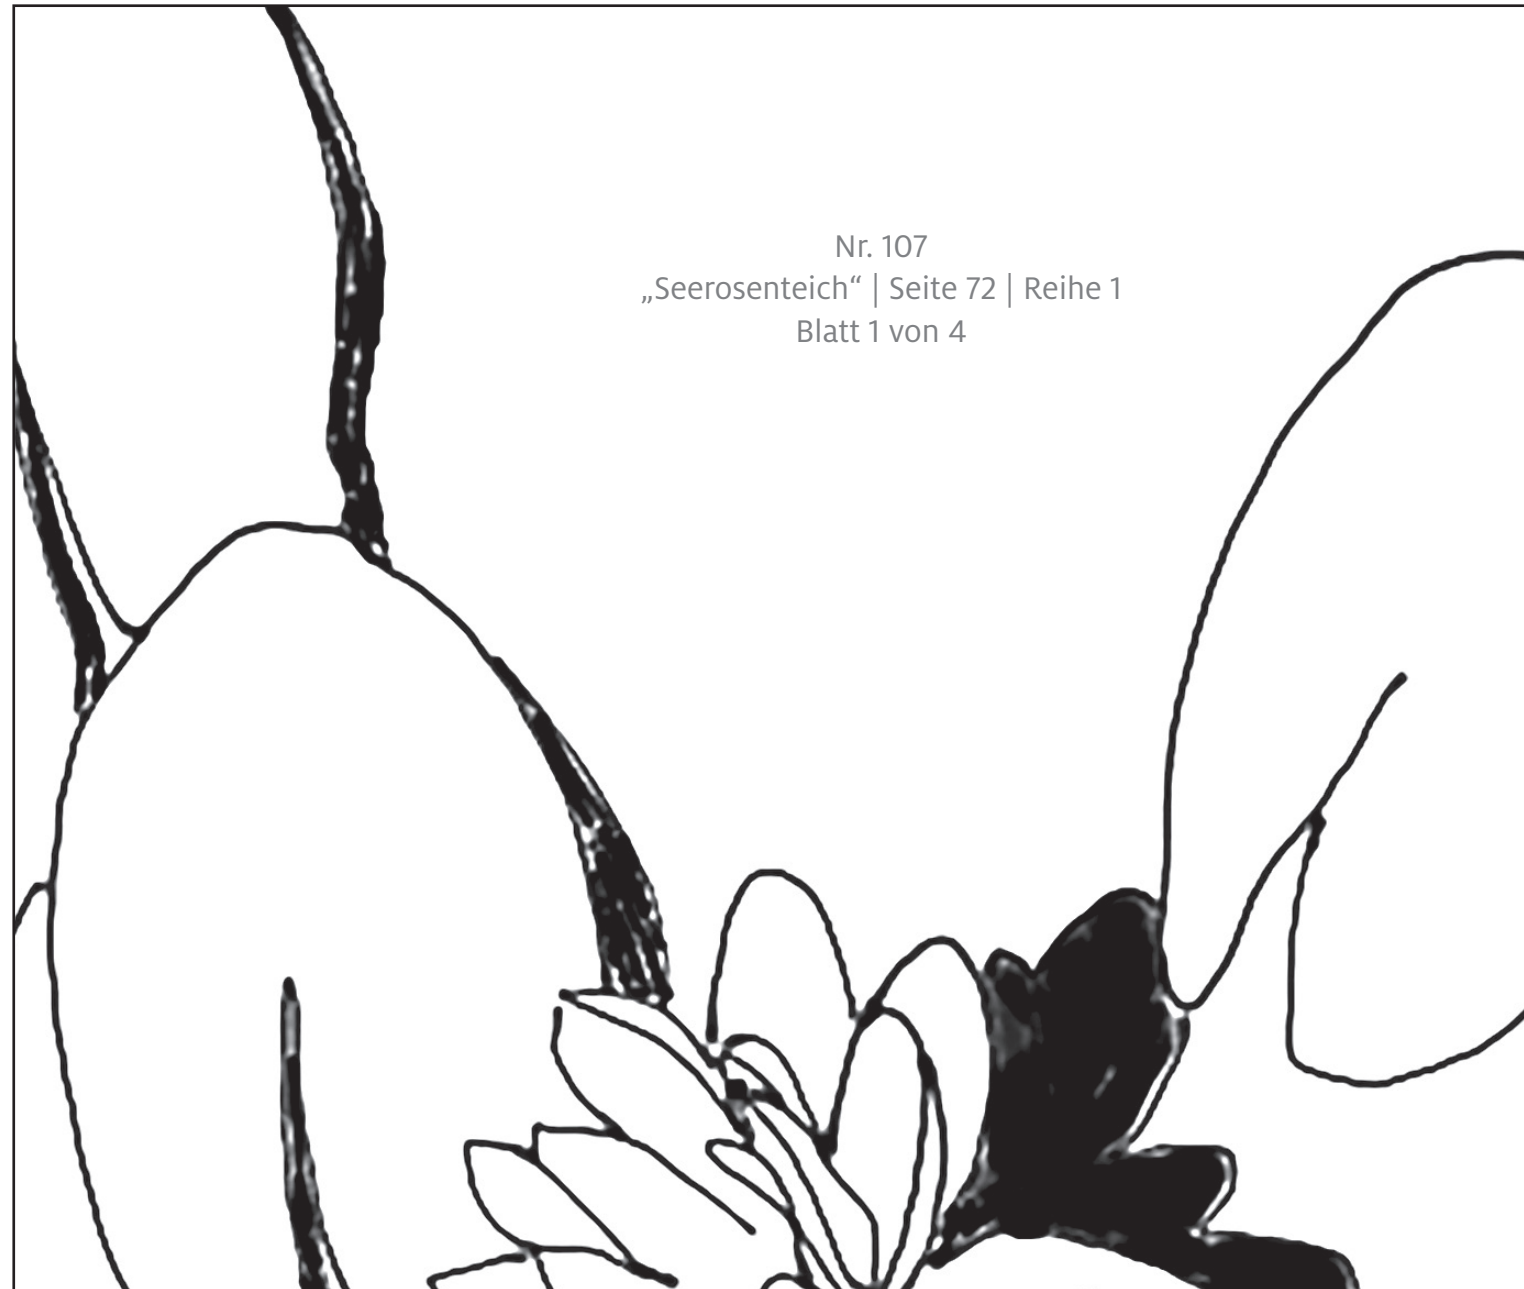 Nr. 107
„Seerosenteich“ | Seite 72 | Reihe 1
Blatt 1 von 4